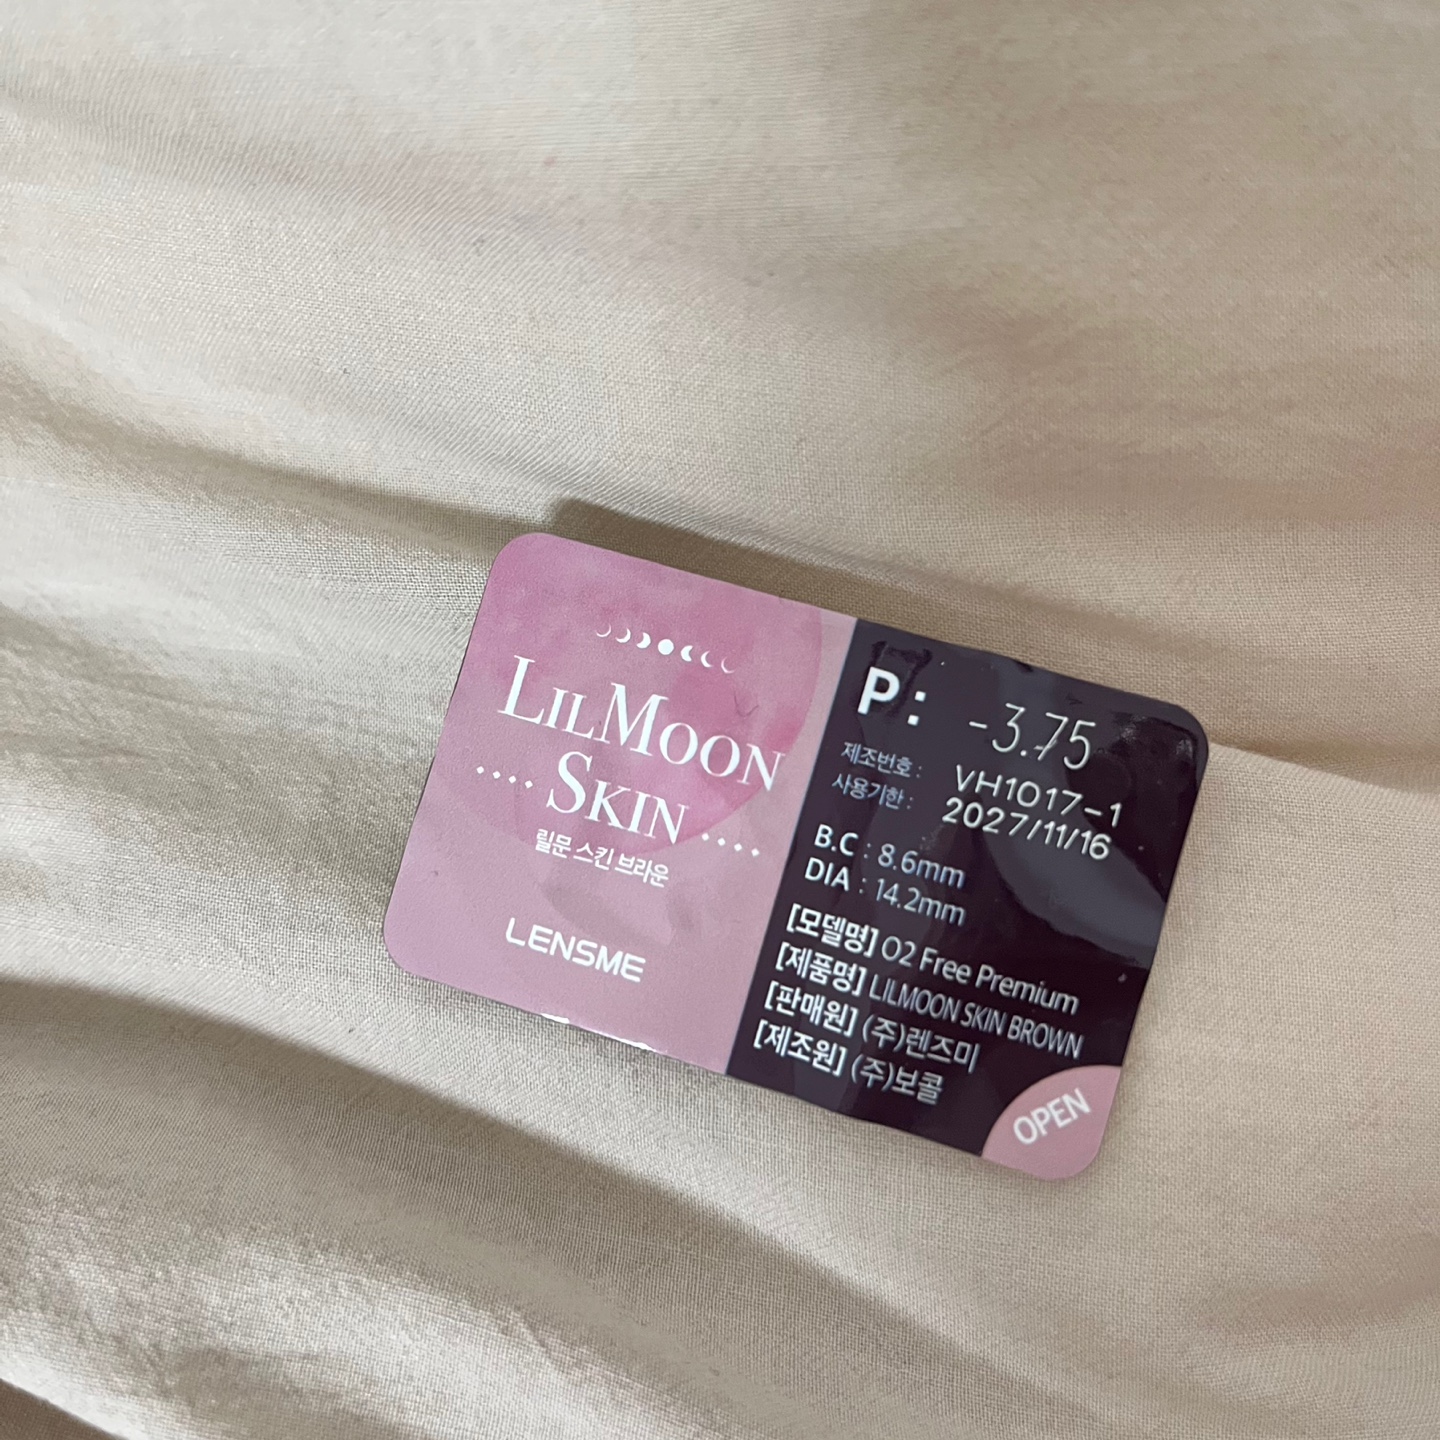 LILMOON
SKIN
릴문 스킨 브라운
LENSME
P : -3.75
제조번호 : VH1017-1
사용기한 : 2027/11/16
B.C : 8.6mm
DIA : 14.2mm
[모델명] O2 Free Premium
[제품명] LILMOON SKIN BROWN
[판매원] (주)렌즈미
[제조원] (주)보콜
OPEN